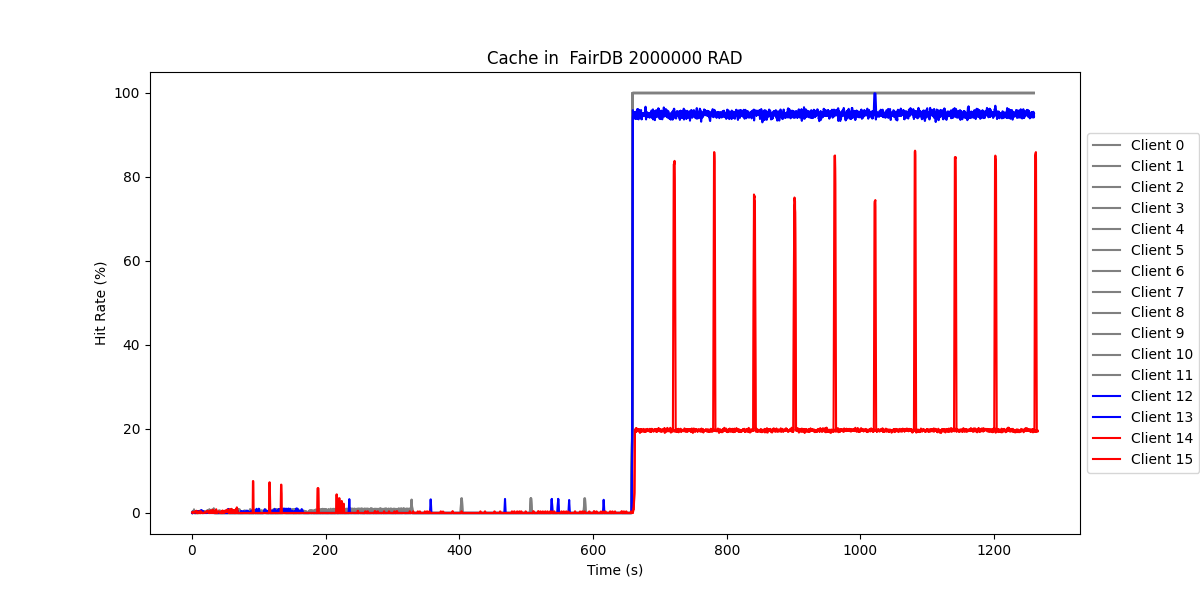 Cache in  FairDB 2000000 RAD
Hit Rate (%)
100
80
60
40
20
0
0 200 400 600 800 1000 1200
Time (s)
Client 0
Client 1
Client 2
Client 3
Client 4
Client 5
Client 6
Client 7
Client 8
Client 9
Client 10
Client 11
Client 12
Client 13
Client 14
Client 15